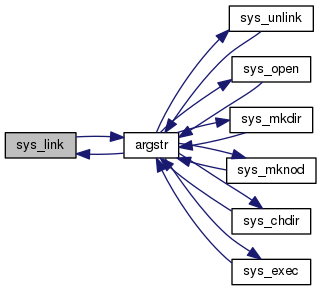 sys_unlink
sys_open
sys_mkdir
sys_link
argstr
sys_mknod
sys_chdir
sys_exec